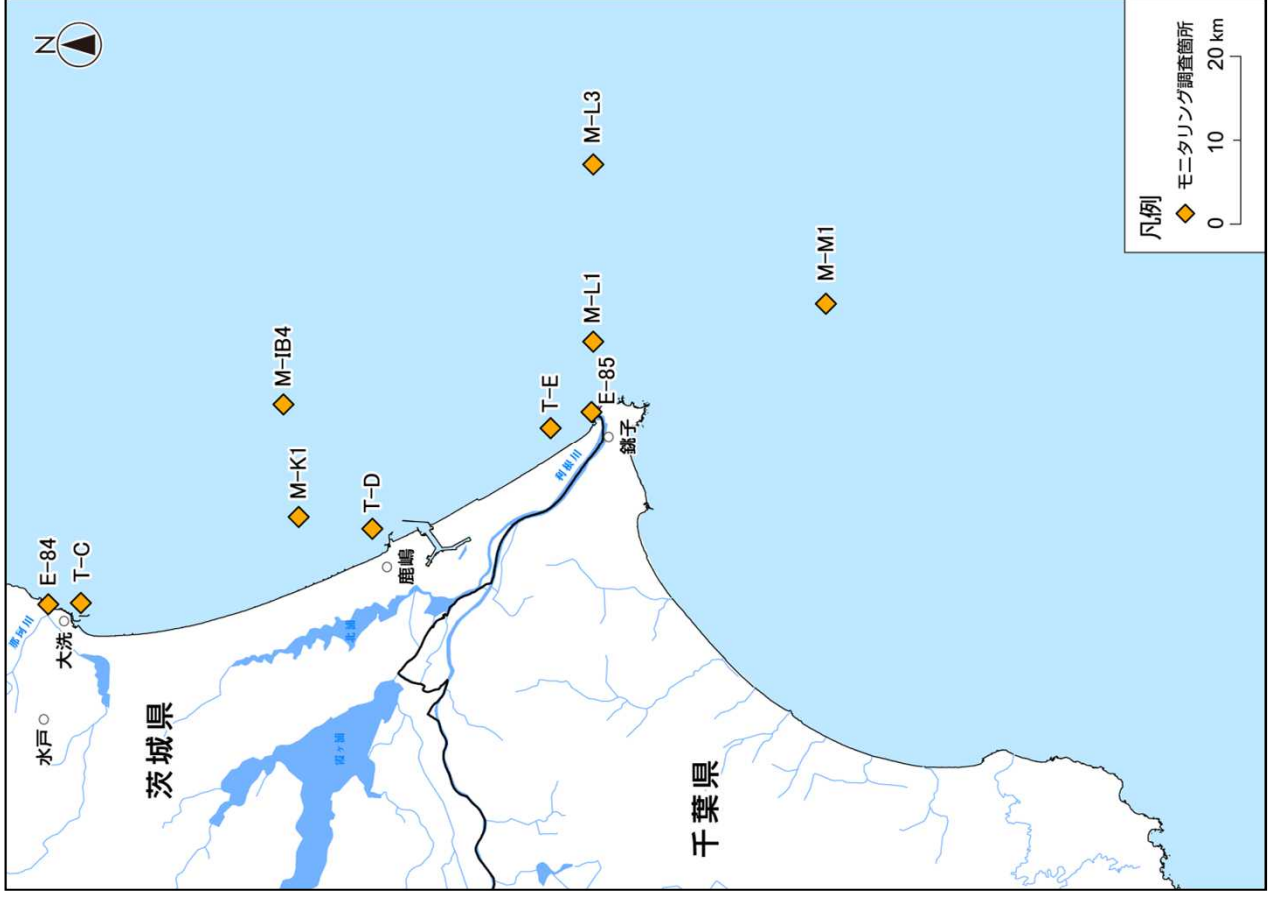 N
那珂川
E-84
水戸
大洗
T-C
茨城県
M-K1
M-IB4
北浦
T-D
鹿嶋
霞ヶ浦
利根川
T-E
E-85
M-L1
M-L3
銚子
千葉県
M-M1
凡例
モニタリング調査箇所
0 10 20 km